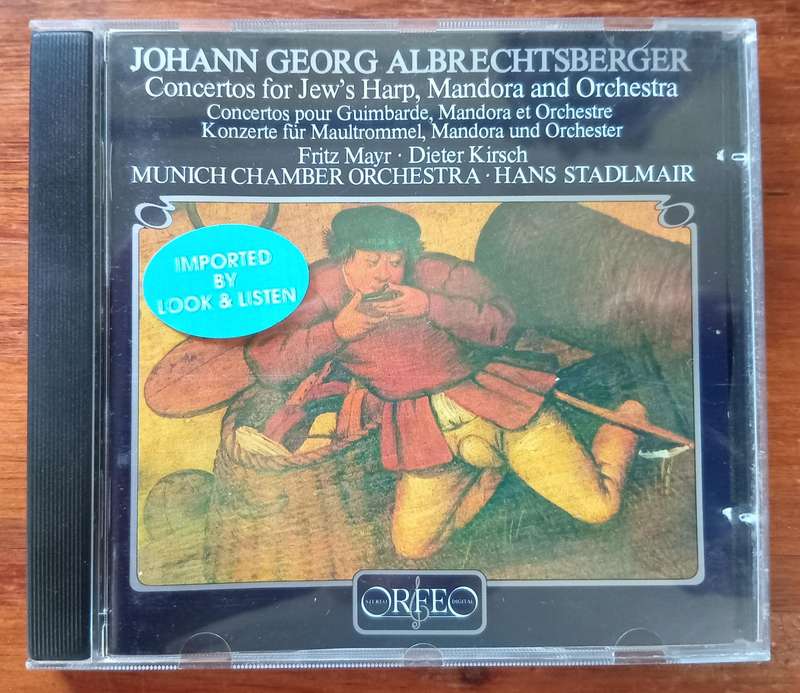 JOHANN GEORG ALBRECHTSBERGER
Concertos for Jew's Harp, Mandora and Orchestra
Concertos pour Guimbarde, Mandora et Orchestre
Konzerte für Maultrommel, Mandora und Orchester
Fritz Mayr · Dieter Kirsch
MUNICH CHAMBER ORCHESTRA · HANS STADLMAIR
IMPORTED
BY
LOOK & LISTEN
STEREO ORFEO DIGITAL